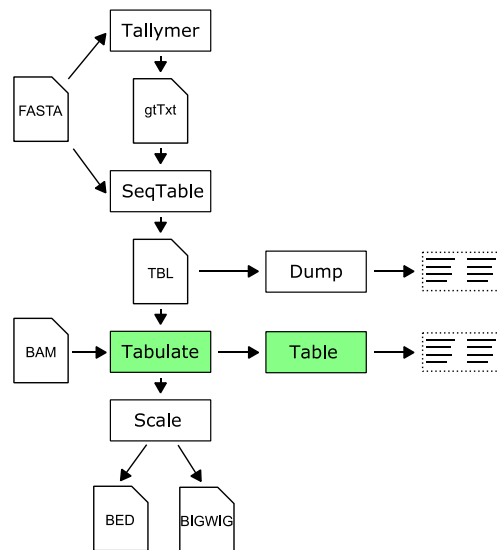 Tallymer
FASTA
gtTxt
SeqTable
TBL
Dump
BAM
Tabulate
Table
Scale
BED
BIGWIG